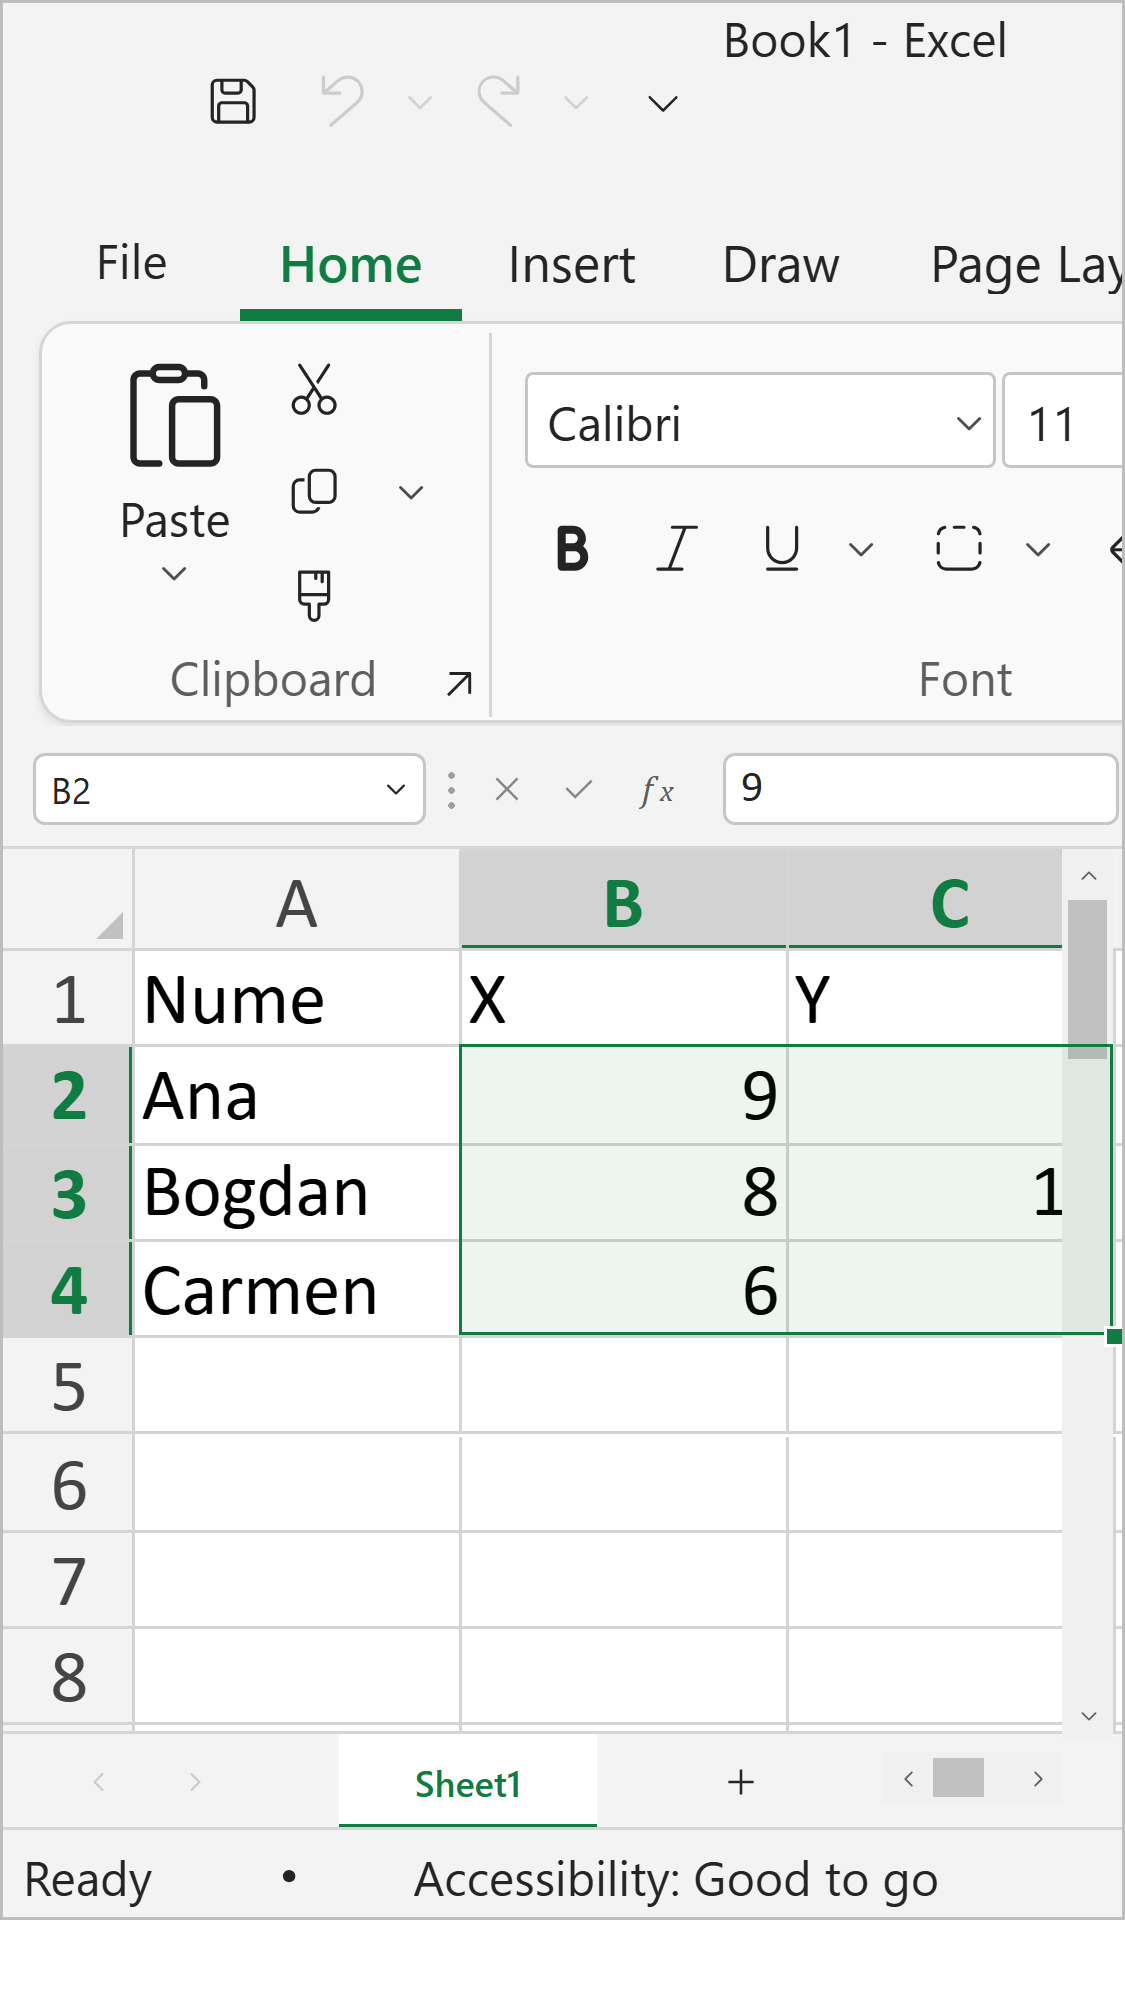 Book1 - Excel
File Home Insert Draw Page Lay
Paste
Calibri 11
B I U
Clipboard Font
B2 fx 9
A B C
1 Nume X Y
2 Ana 9
3 Bogdan 8 1
4 Carmen 6
5
6
7
8
Sheet1
Ready Accessibility: Good to go